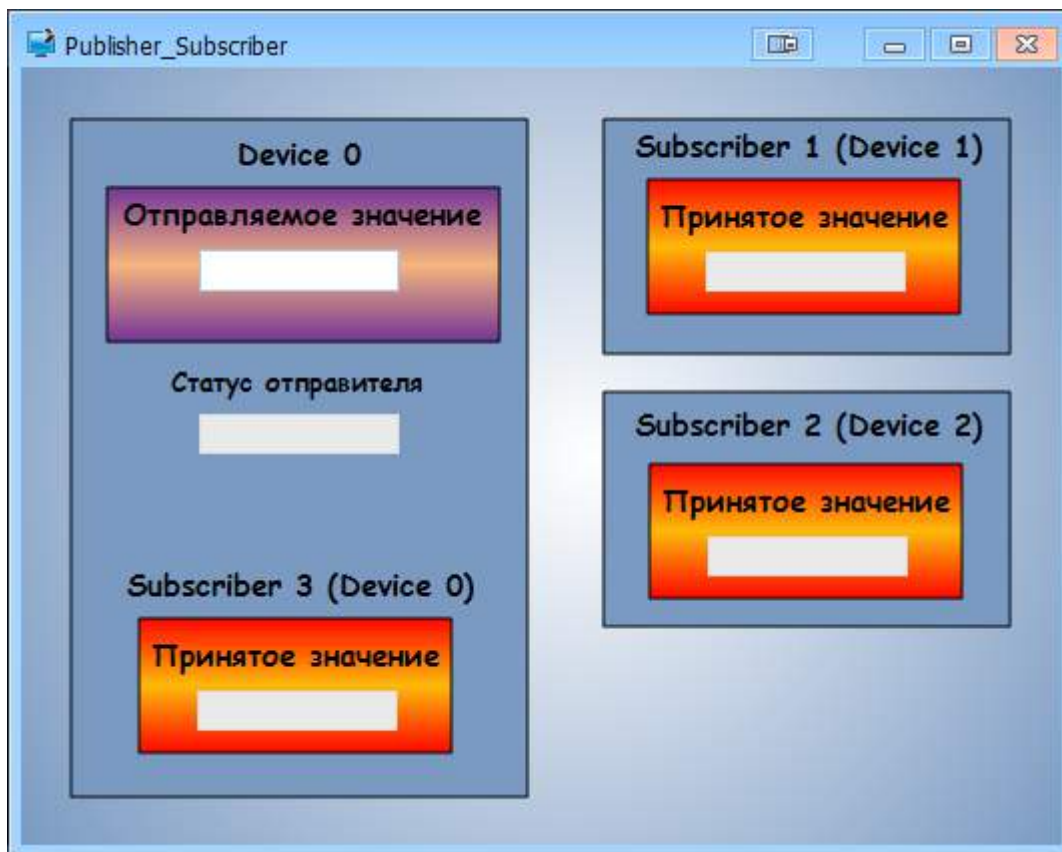 Publisher_Subscriber
Device 0
Отправляемое значение
Статус отправителя
Subscriber 3 (Device 0)
Принятое значение
Subscriber 1 (Device 1)
Принятое значение
Subscriber 2 (Device 2)
Принятое значение